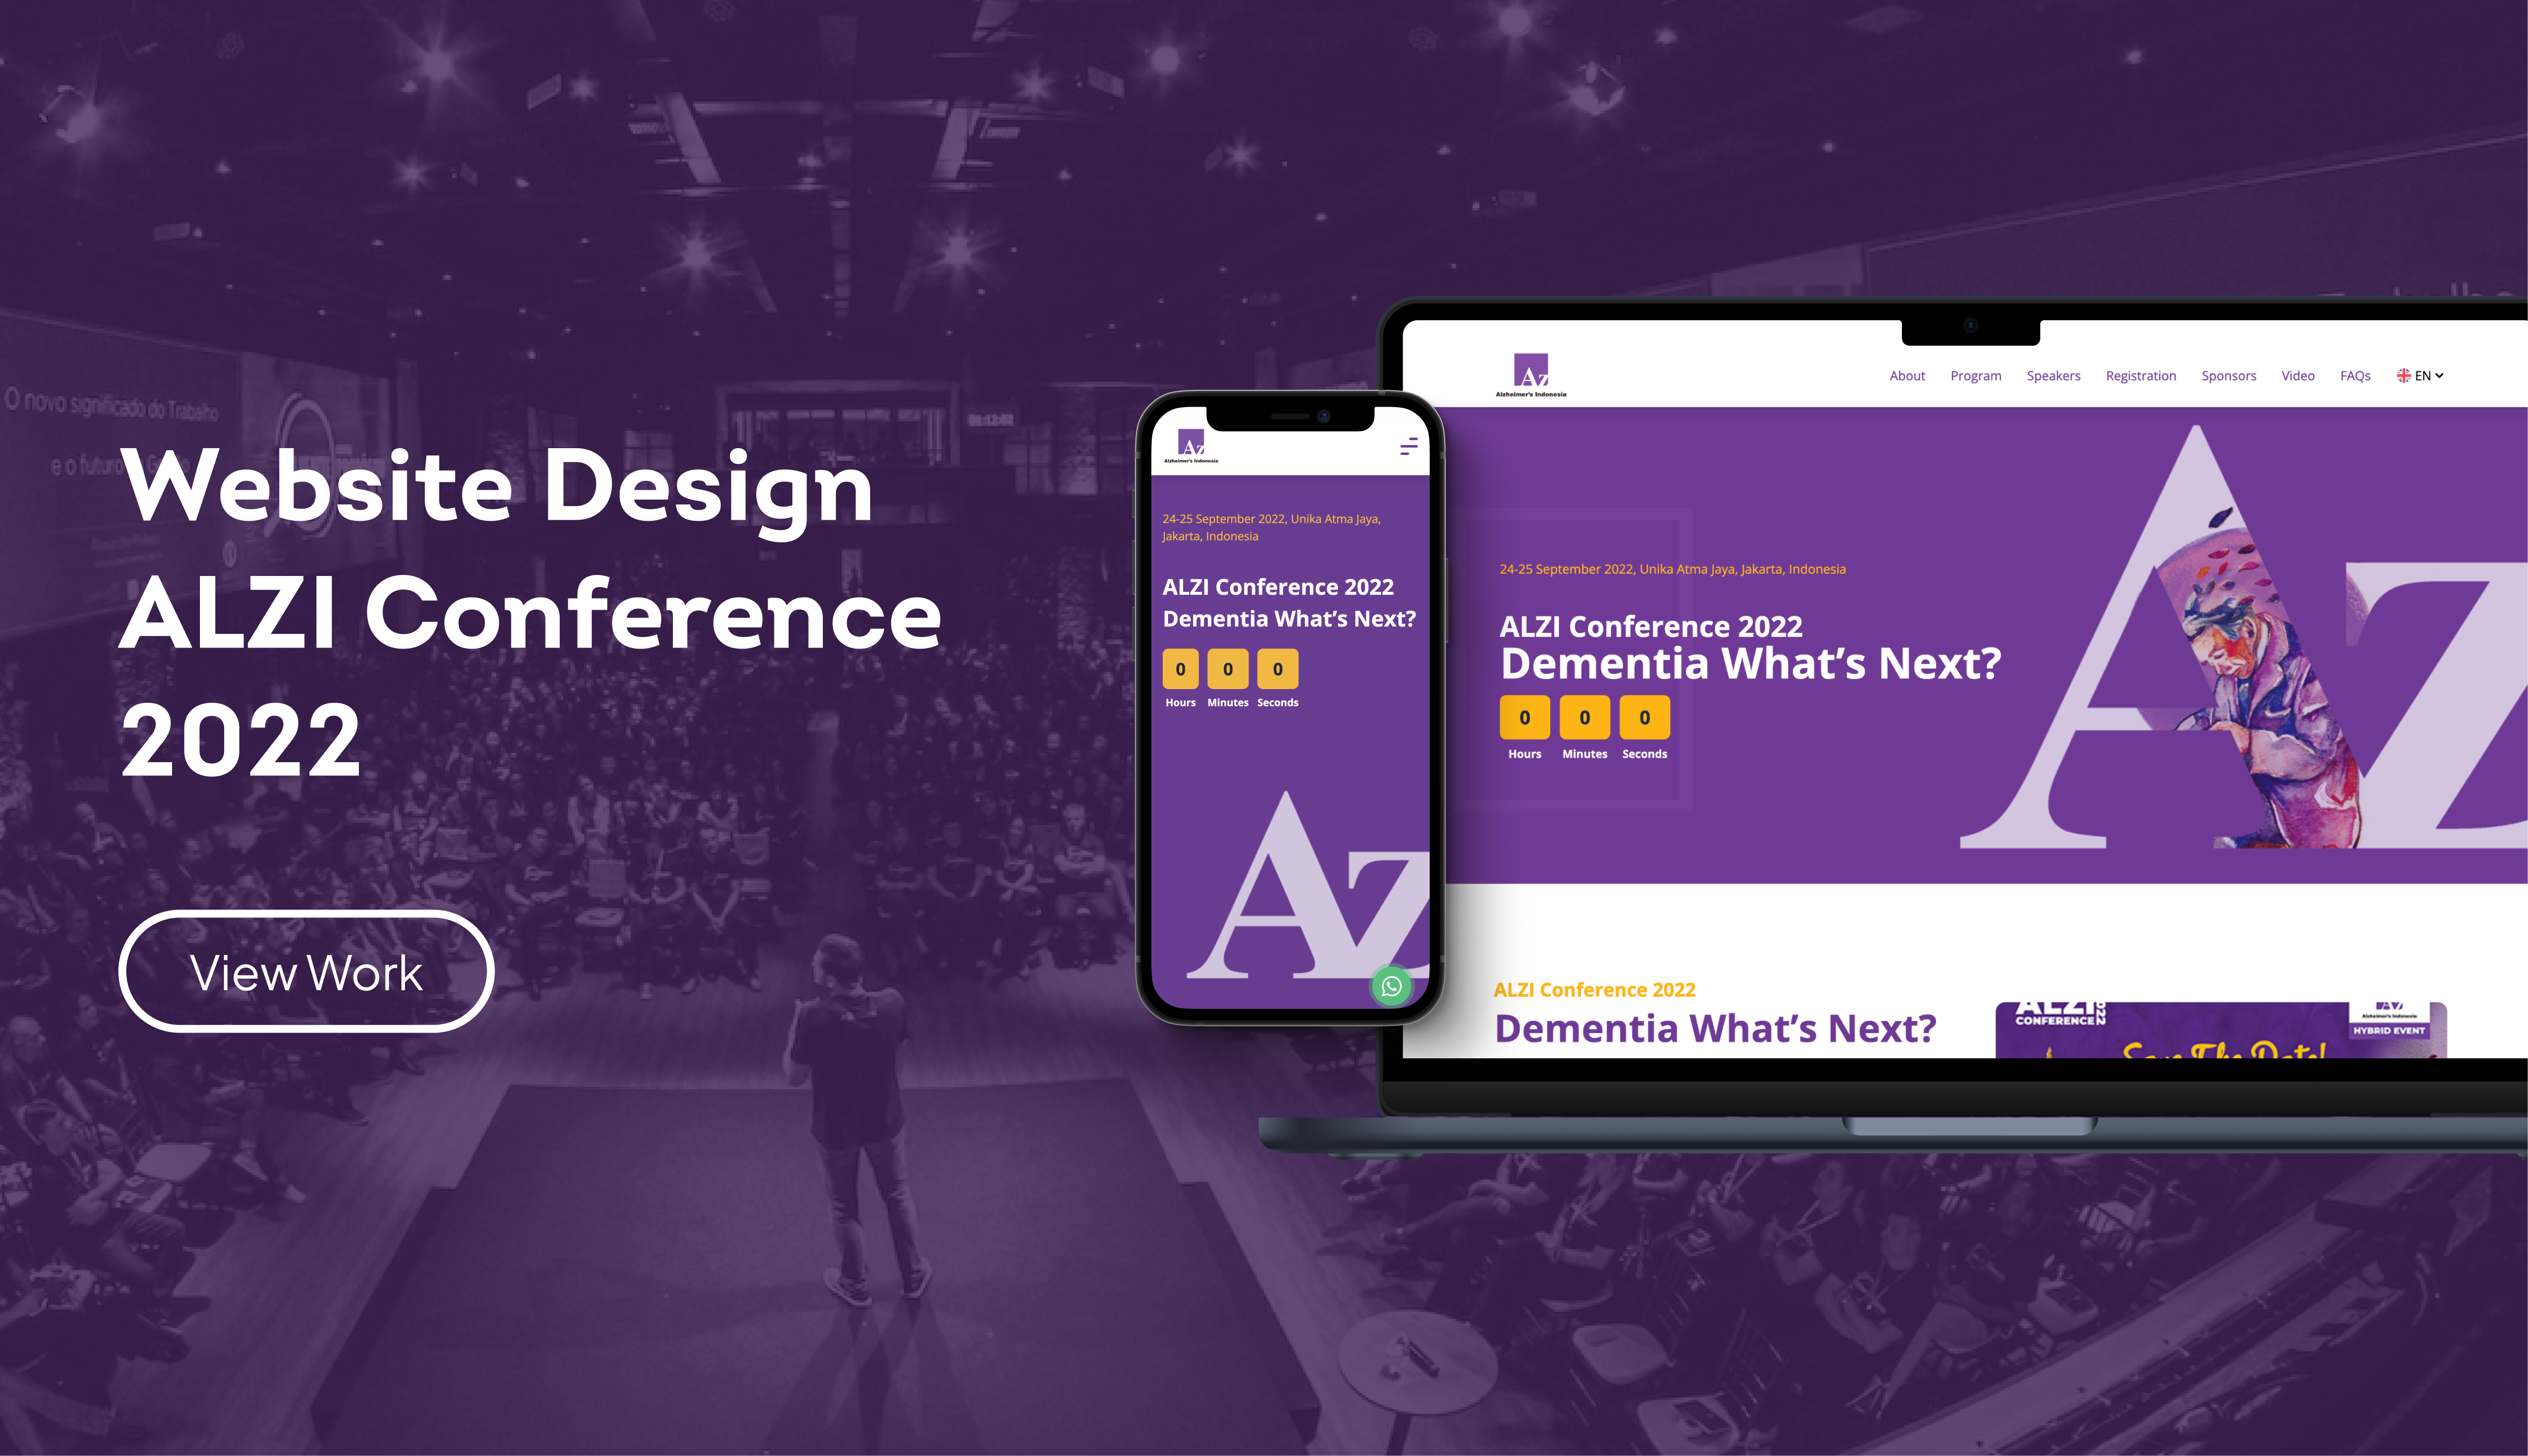 Website Design
ALZI Conference
2022
View Work
O novo significado do Trabalho
e o futuro
Az
Alzheimer's Indonesia
24-25 September 2022, Unika Atma Jaya,
Jakarta, Indonesia
ALZI Conference 2022
Dementia What's Next?
0 0 0
Hours Minutes Seconds
Az
Az
Alzheimer's Indonesia
About Program Speakers Registration Sponsors Video FAQs EN
24-25 September 2022, Unika Atma Jaya, Jakarta, Indonesia
ALZI Conference 2022
Dementia What's Next?
0 0 0
Hours Minutes Seconds
Az
ALZI Conference 2022
Dementia What's Next?
ALZI
CONFERENCE 2022
Az
Alzheimer's Indonesia
HYBRID EVENT
Save The Date!